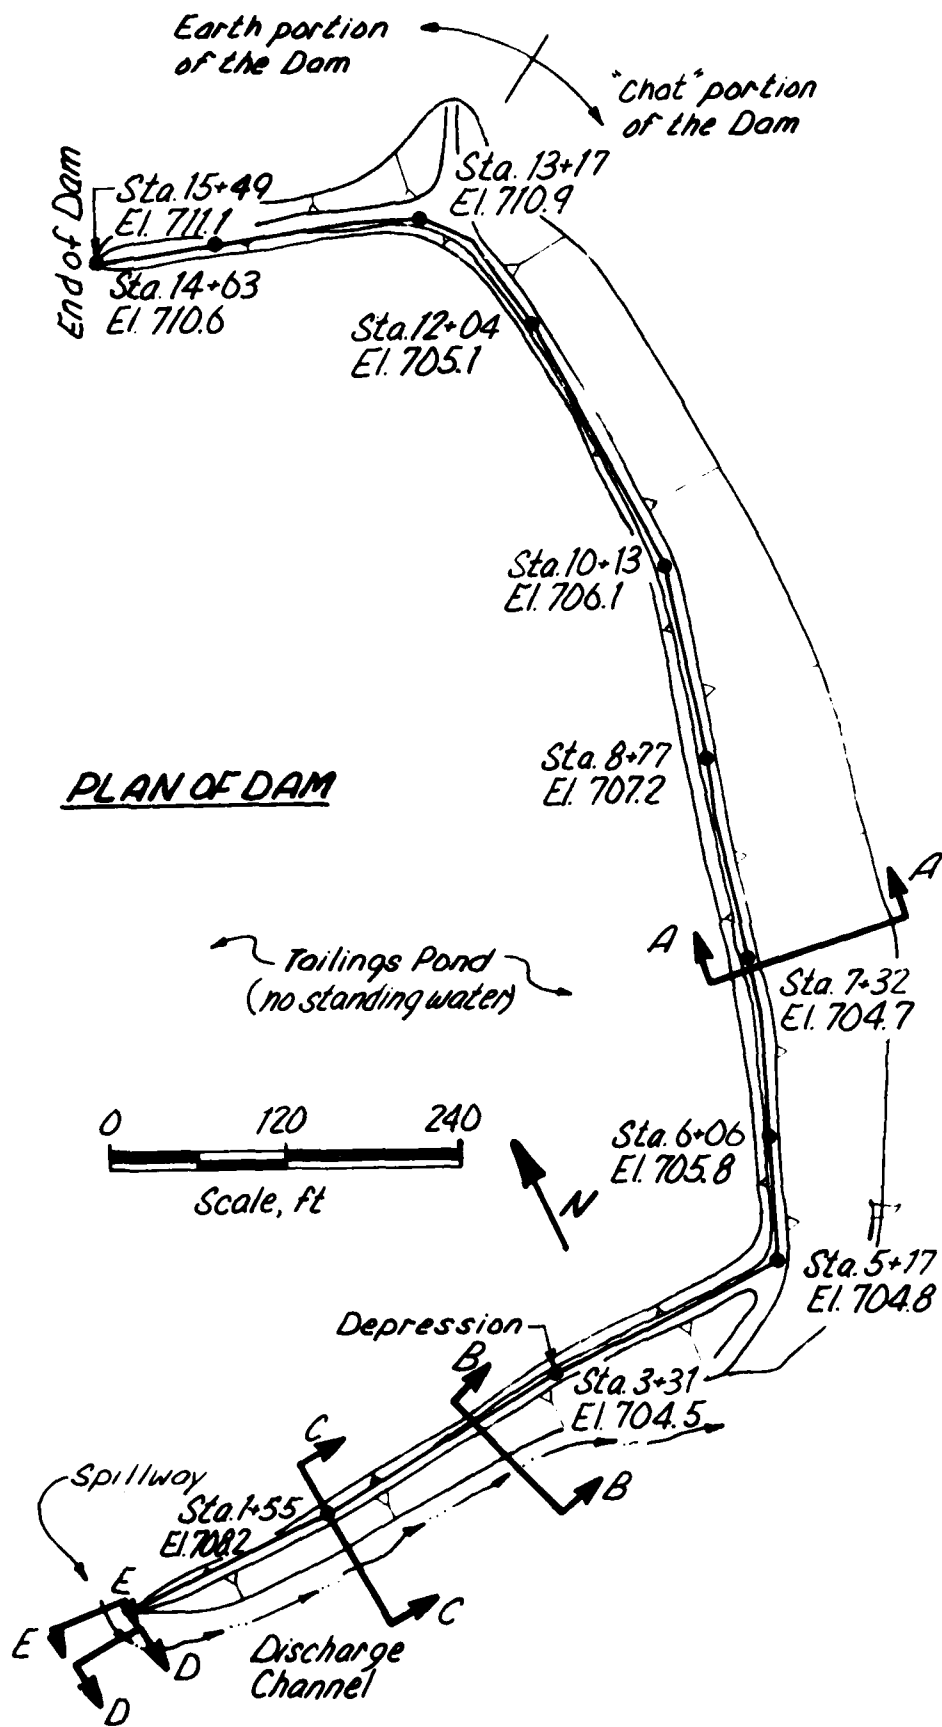 Earth portion
of the Dam
"Chat" portion
of the Dam
End of Dam
Sta. 15+49
El. 711.1
Sta. 13+17
El. 710.9
Sta. 14+63
El. 710.6
Sta. 12+04
El. 705.1
Sta. 10+13
El. 706.1
Sta. 8+77
El. 707.2
PLAN OF DAM
A
A
Tailings Pond
(no standing water)
Sta. 7+32
El. 704.7
0 120 240
Scale, ft
N
Sta. 6+06
El. 705.8
Sta. 5+17
El. 704.8
Depression
B
Sta. 3+31
El. 704.5
C
B
Spillway
Sta. 1+55
El. 708.2
E
C
E
D
D
Discharge
Channel